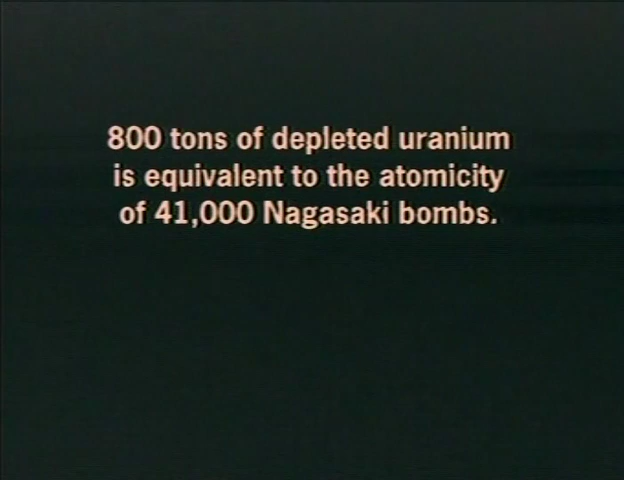 800 tons of depleted uranium
is equivalent to the atomicity
of 41,000 Nagasaki bombs.